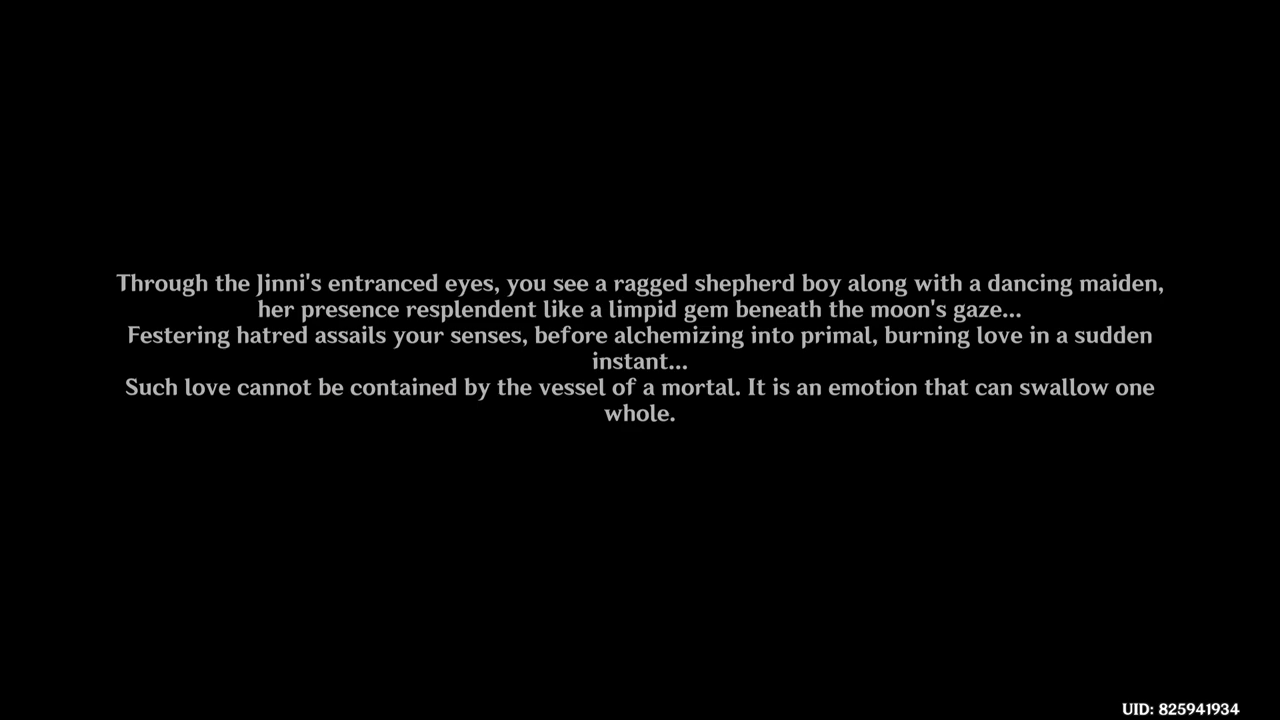 Through the Jinni's entranced eyes, you see a ragged shepherd boy along with a dancing maiden,
her presence resplendent like a limpid gem beneath the moon's gaze...
Festering hatred assails your senses, before alchemizing into primal, burning love in a sudden
instant...
Such love cannot be contained by the vessel of a mortal. It is an emotion that can swallow one
whole.
UID: 825941934